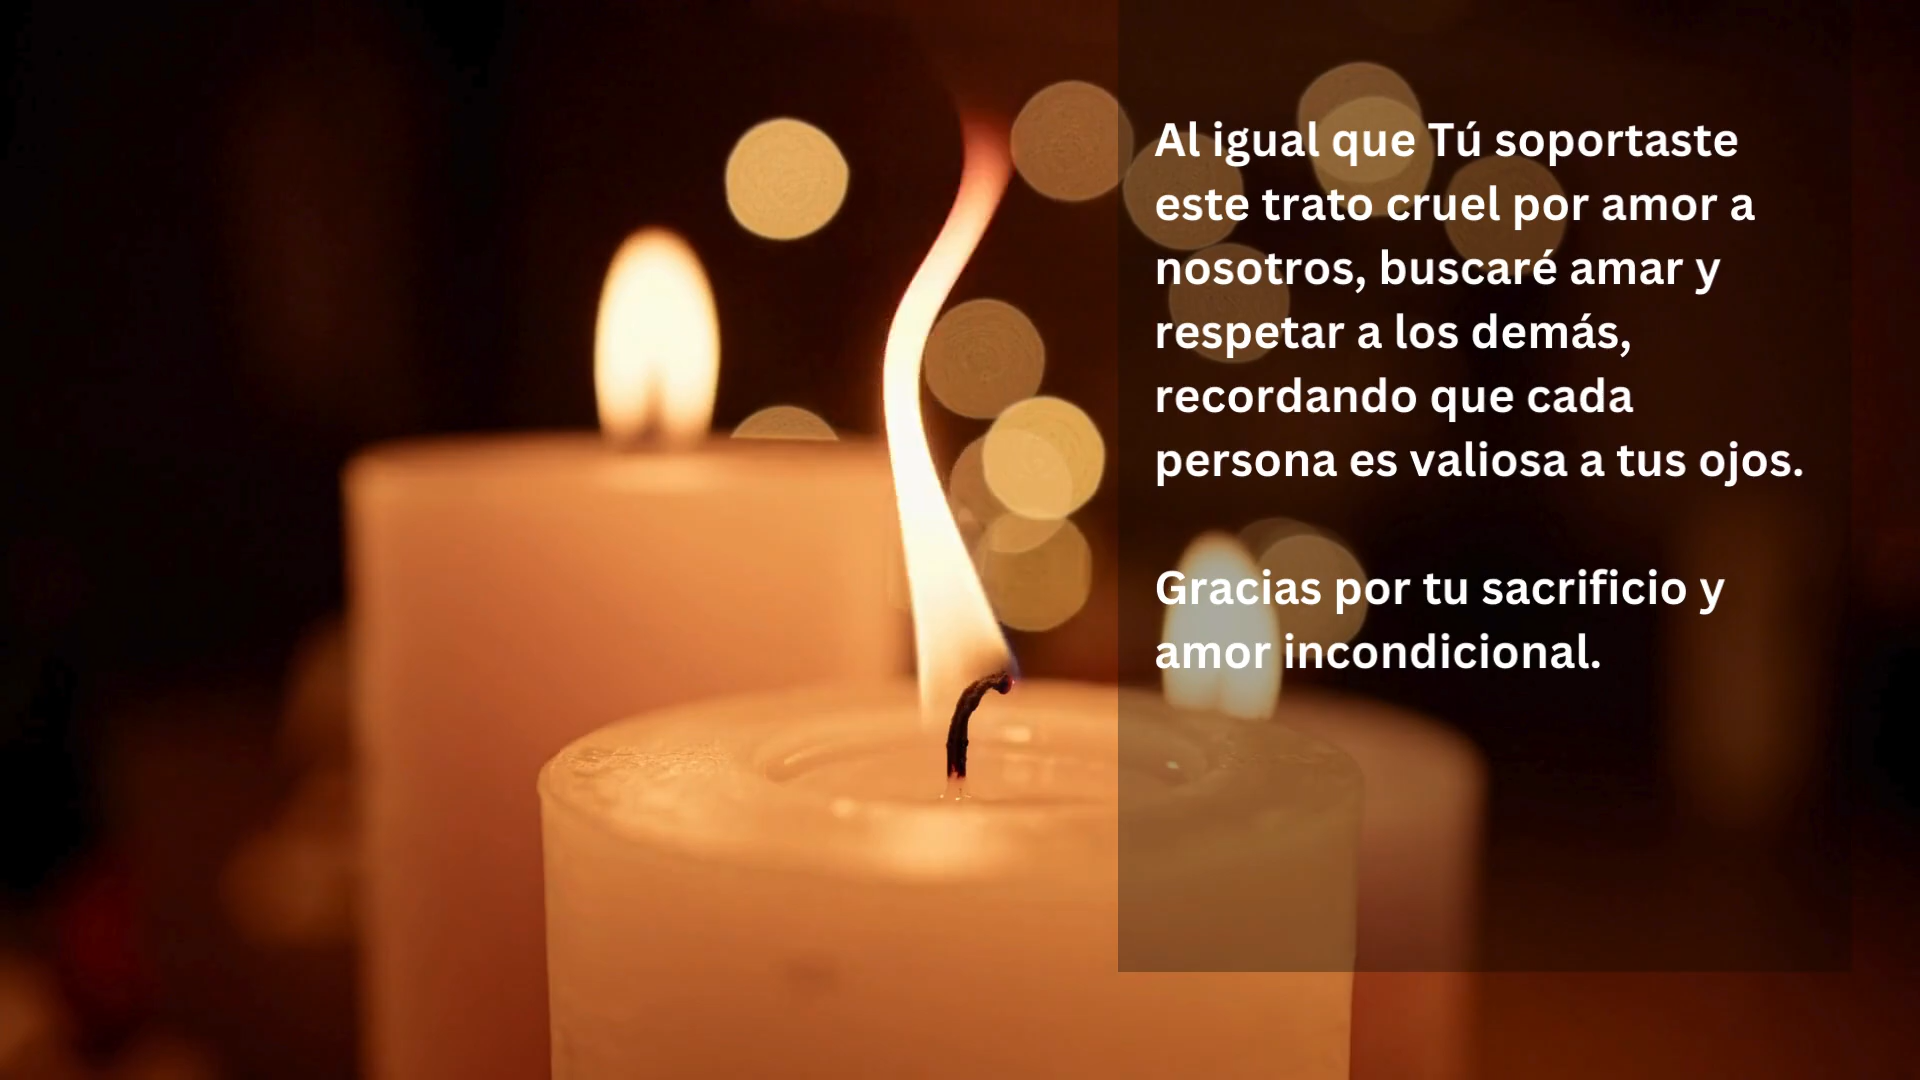 Al igual que Tú soportaste
este trato cruel por amor a
nosotros, buscaré amar y
respetar a los demás,
recordando que cada
persona es valiosa a tus ojos.
Gracias por tu sacrificio y
amor incondicional.